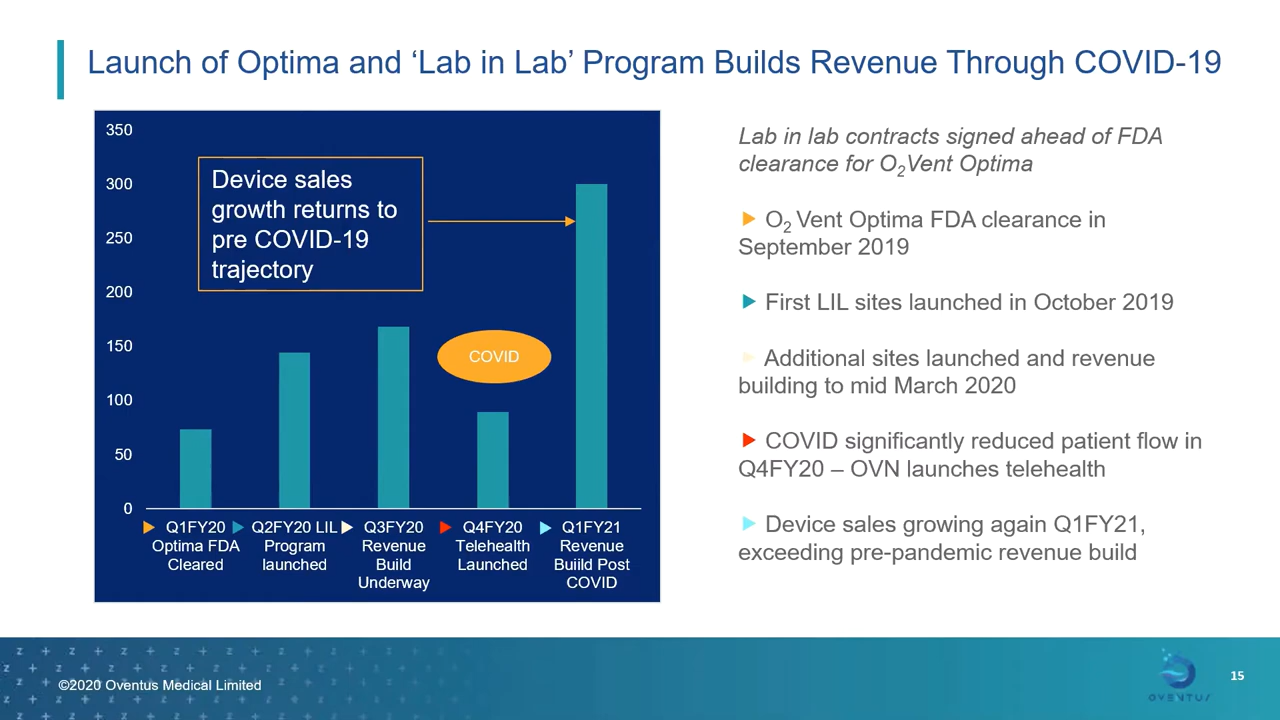 Launch of Optima and ‘Lab in Lab’ Program Builds Revenue Through COVID-19
350
300
250
200
150
100
50
0
Device sales
growth returns to
pre COVID-19
trajectory
COVID
Q1FY20
Optima FDA
Cleared
Q2FY20 LIL
Program
launched
Q3FY20
Revenue
Build
Underway
Q4FY20
Telehealth
Launched
Q1FY21
Revenue
Buiild Post
COVID
Lab in lab contracts signed ahead of FDA
clearance for O₂Vent Optima
O₂ Vent Optima FDA clearance in
September 2019
First LIL sites launched in October 2019
Additional sites launched and revenue
building to mid March 2020
COVID significantly reduced patient flow in
Q4FY20 – OVN launches telehealth
Device sales growing again Q1FY21,
exceeding pre-pandemic revenue build
©2020 Oventus Medical Limited
OVENTUS
15